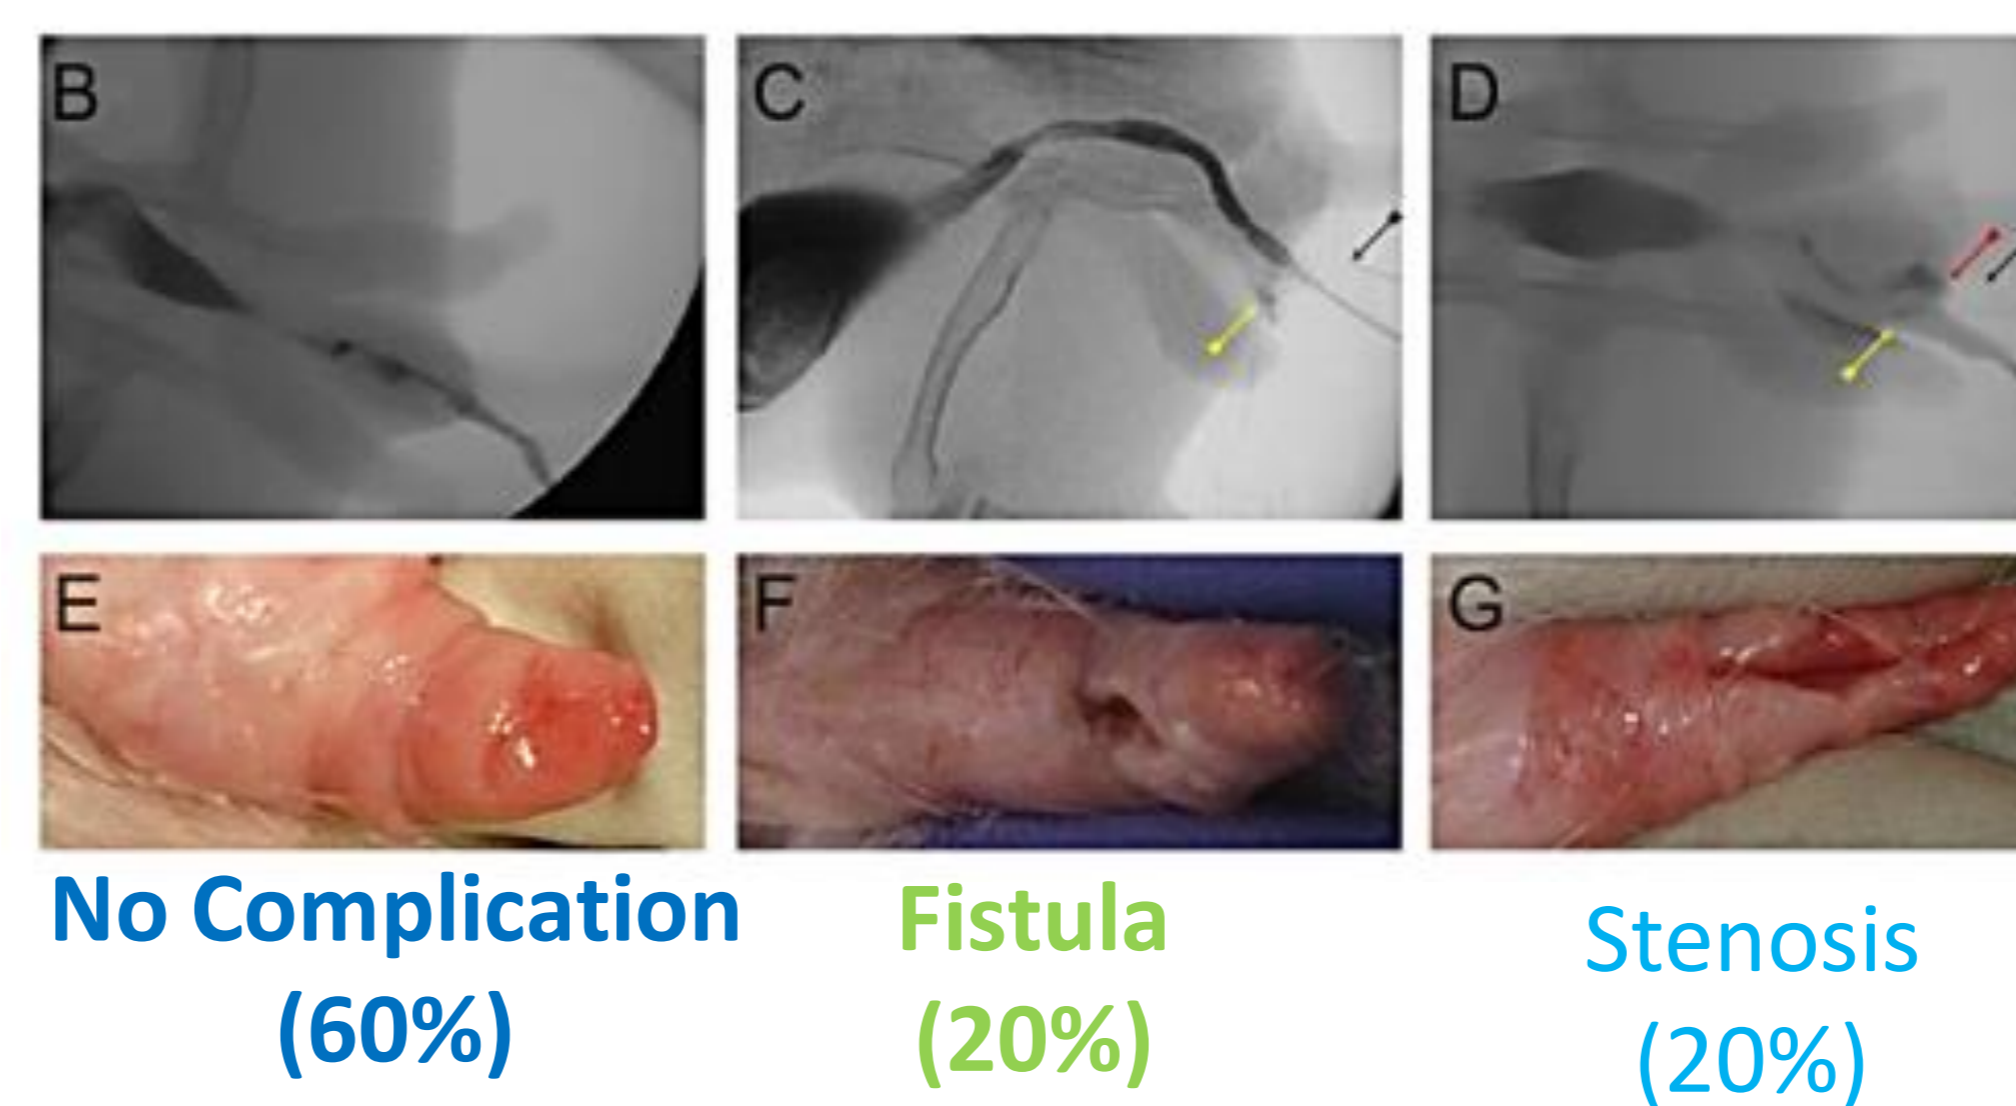 B
C
D
E
F
G
No Complication
(60%)
Fistula
(20%)
Stenosis
(20%)